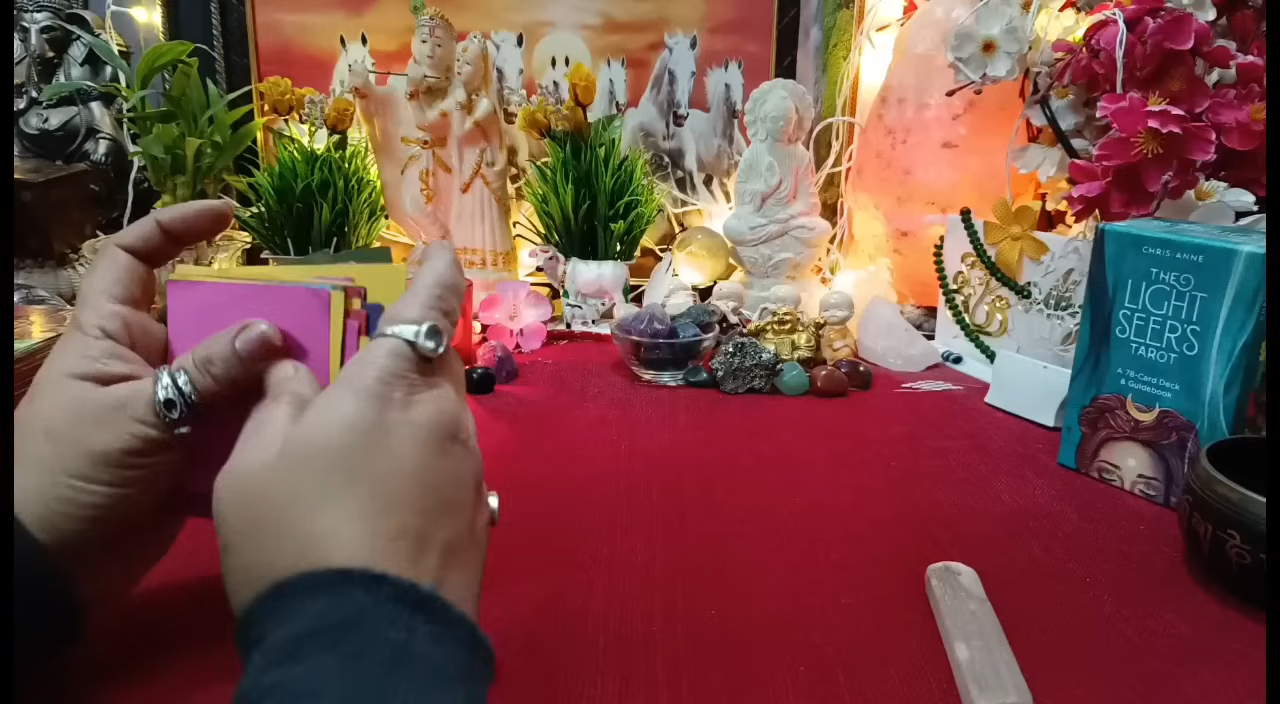 CHRIS-ANNE
THE
LIGHT
SEER'S
TAROT
A 78-Card Deck
& Guidebook